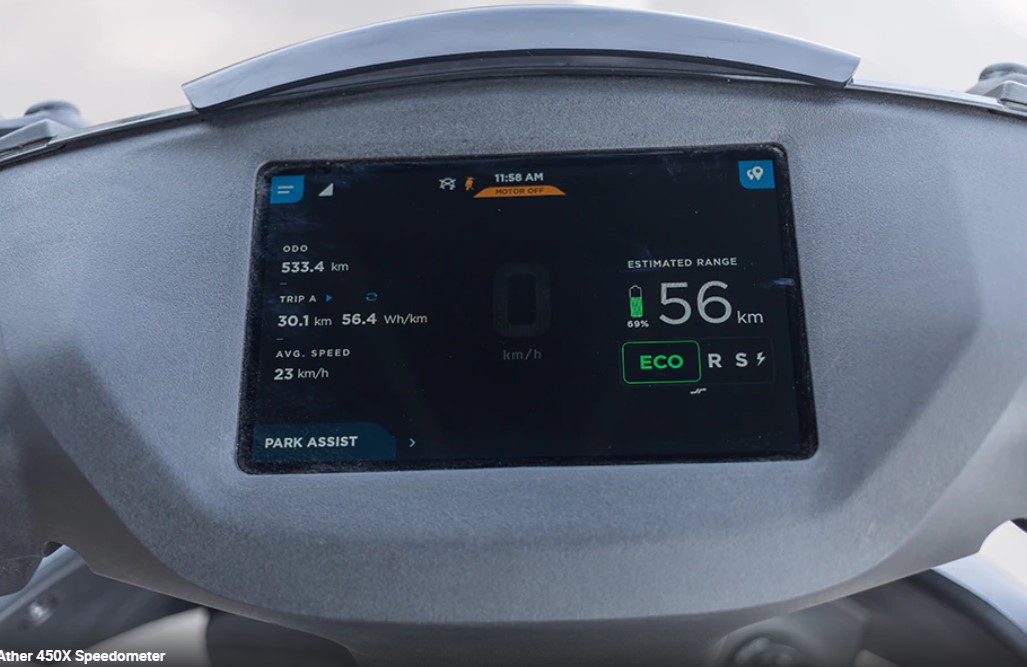 11:58 AM
MOTOR OFF
ODO
533.4 km
TRIP A
30.1 km 56.4 Wh/km
AVG. SPEED
23 km/h
0
km/h
ESTIMATED RANGE
69% 56 km
ECO R S
PARK ASSIST
Ather 450X Speedometer